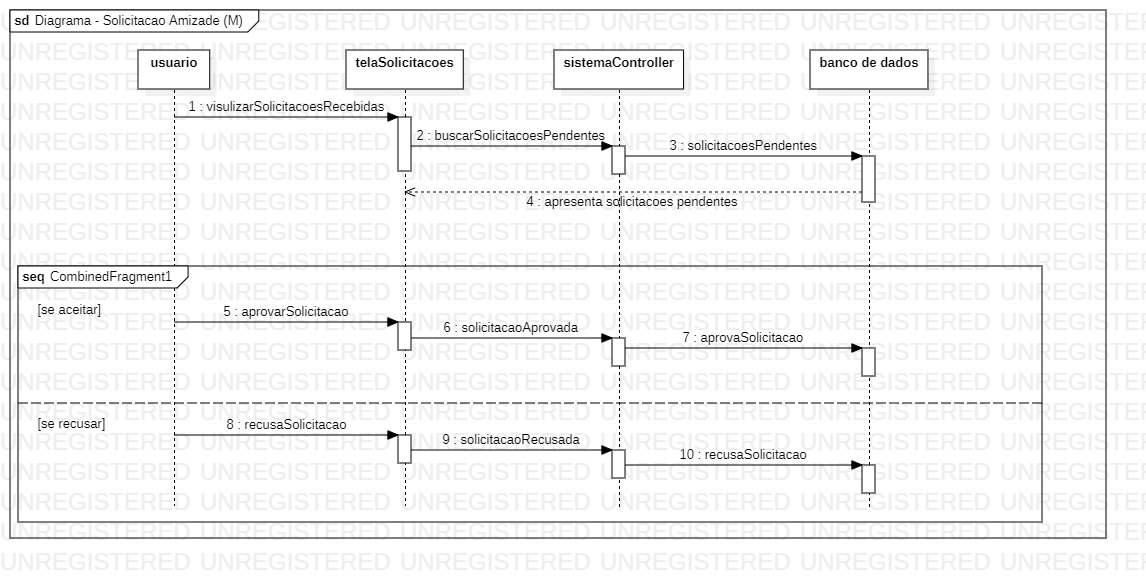 sd Diagrama - Solicitacao Amizade (M)
usuario
telaSolicitacoes
sistemaController
banco de dados
1 : visulizarSolicitacoesRecebidas
2 : buscarSolicitacoesPendentes
3 : solicitacoesPendentes
4 : apresenta solicitacoes pendentes
seq CombinedFragment1
[se aceitar]
5 : aprovarSolicitacao
6 : solicitacaoAprovada
7 : aprovaSolicitacao
[se recusar]
8 : recusaSolicitacao
9 : solicitacaoRecusada
10 : recusaSolicitacao
UNREGISTERED UNREGISTERED UNREGISTERED UNREGISTERED UNREGISTERED